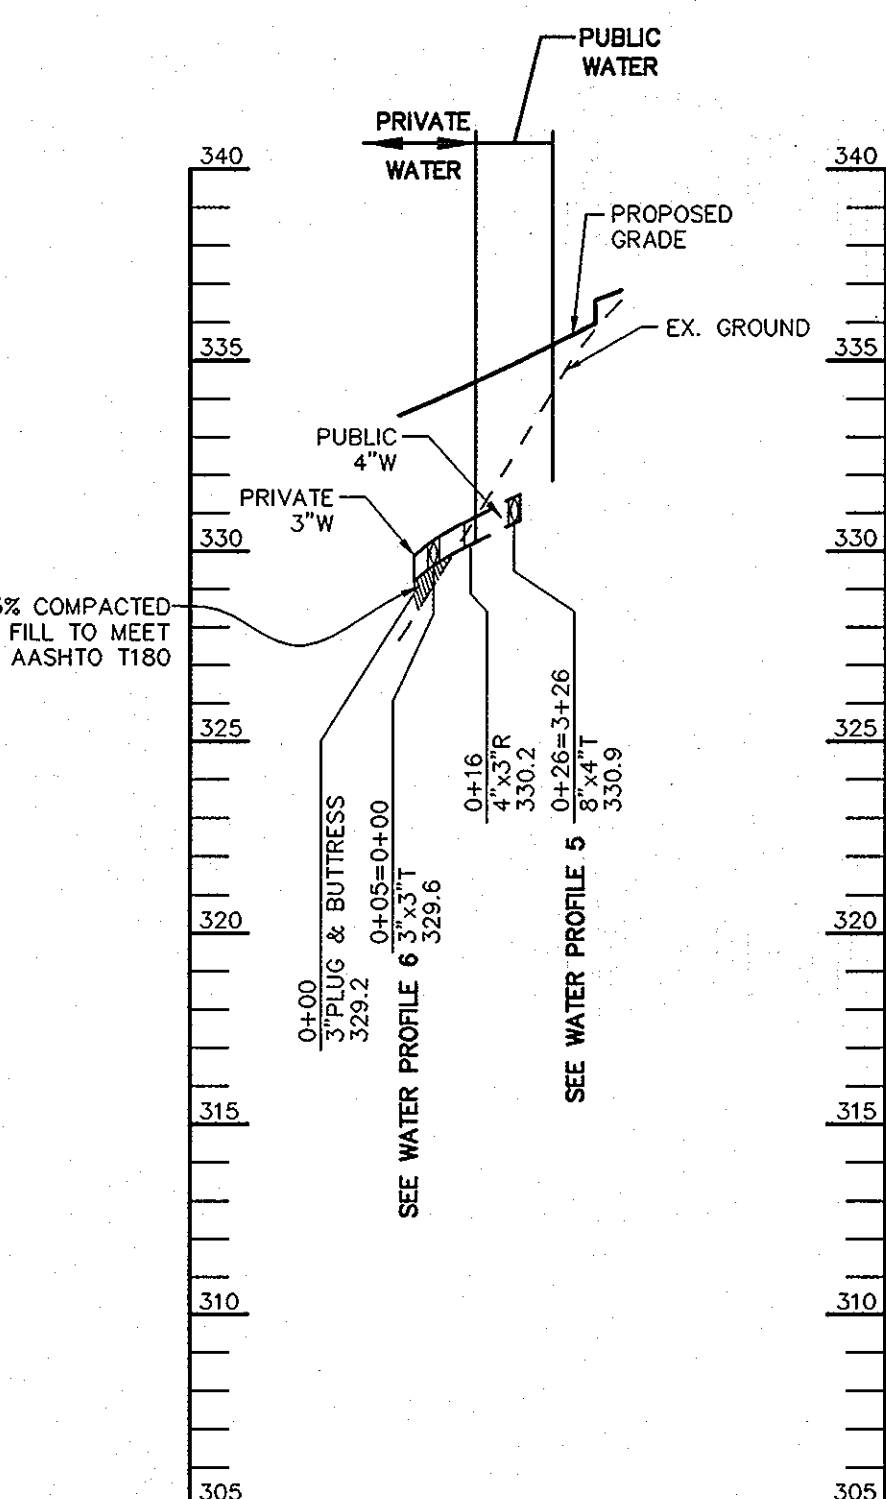 PUBLIC
WATER
PRIVATE
WATER
340
340
PROPOSED
GRADE
EX. GROUND
335
335
PUBLIC
4"W
PRIVATE
3"W
330
330
% COMPACTED
FILL TO MEET
AASHTO T180
325
325
0+00
3"PLUG & BUTTRESS
329.2
0+05=0+00
3"x3"T
329.6
SEE WATER PROFILE 6
0+16
4"x3"R
330.2
0+26=3+26
8"x4"T
330.9
SEE WATER PROFILE 5
320
320
315
315
310
310
305
305